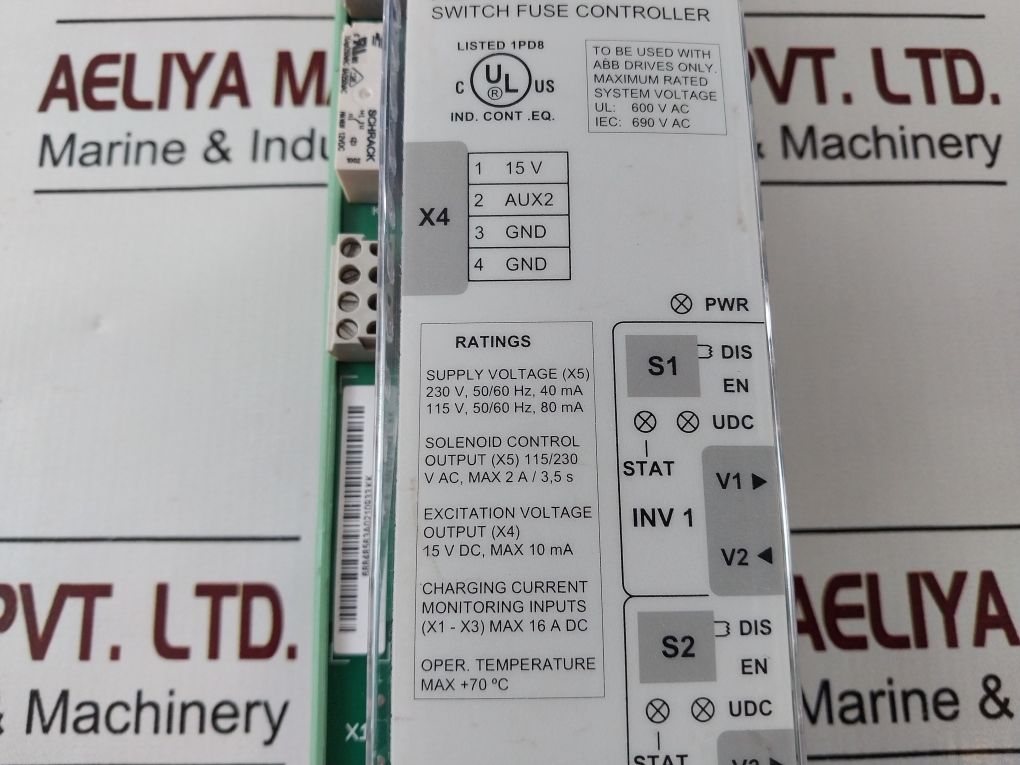 SWITCH FUSE CONTROLLER
LISTED 1PD8
C UL US
®
IND. CONT .EQ.
TO BE USED WITH
ABB DRIVES ONLY.
MAXIMUM RATED
SYSTEM VOLTAGE
UL: 600 V AC
IEC: 690 V AC
X4
1 15 V
2 AUX2
3 GND
4 GND
PWR
RATINGS
SUPPLY VOLTAGE (X5)
230 V, 50/60 Hz, 40 mA
115 V, 50/60 Hz, 80 mA
SOLENOID CONTROL
OUTPUT (X5) 115/230
V AC, MAX 2 A / 3,5 s
EXCITATION VOLTAGE
OUTPUT (X4)
15 V DC, MAX 10 mA
CHARGING CURRENT
MONITORING INPUTS
(X1 - X3) MAX 16 A DC
OPER. TEMPERATURE
MAX +70 ºC
S1
DIS
EN
UDC
STAT
V1
INV 1
V2
S2
DIS
EN
UDC
STAT
SCHRACK
12VDC
X1
AELIYA MA
Marine & Indu
PVT. LTD.
& Machinery
PVT. LTD.
& Machinery
AELIYA
Marine &